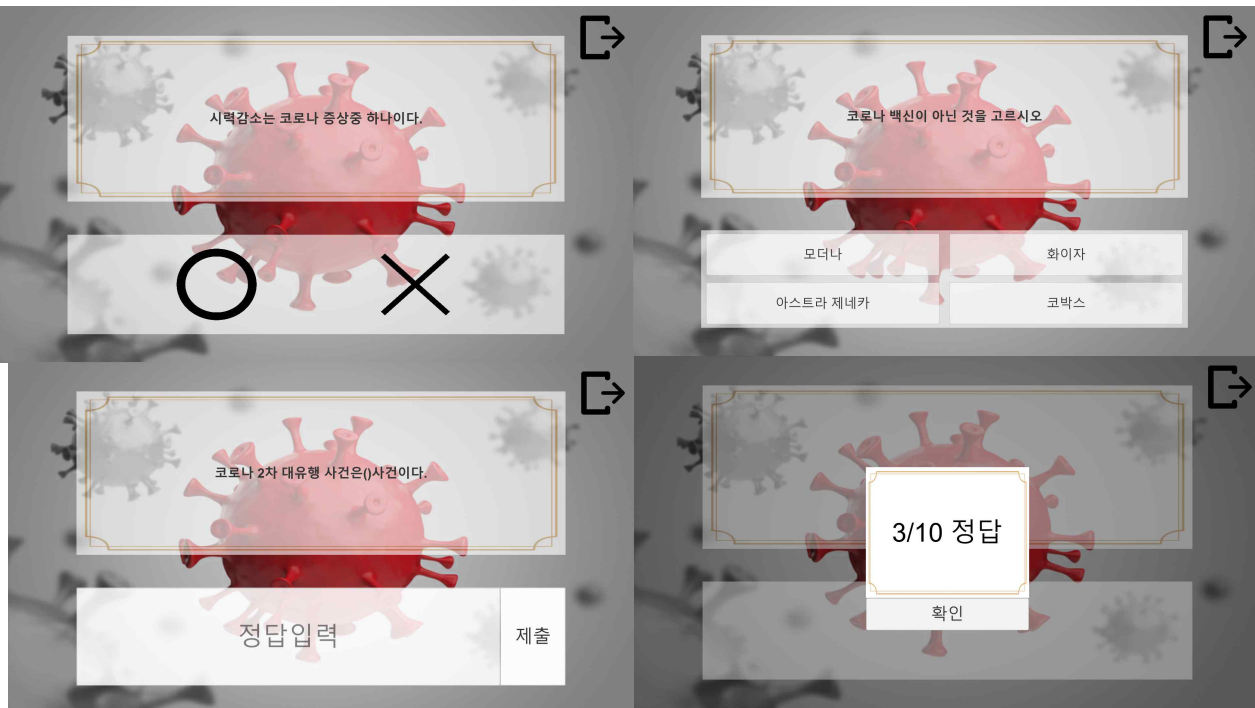 시력감소는 코로나 증상중 하나이다.
코로나 백신이 아닌 것을 고르시오
모더나
화이자
아스트라 제네카
코박스
코로나 2차 대유행 사건은()사건이다.
정답입력
제출
3/10 정답
확인